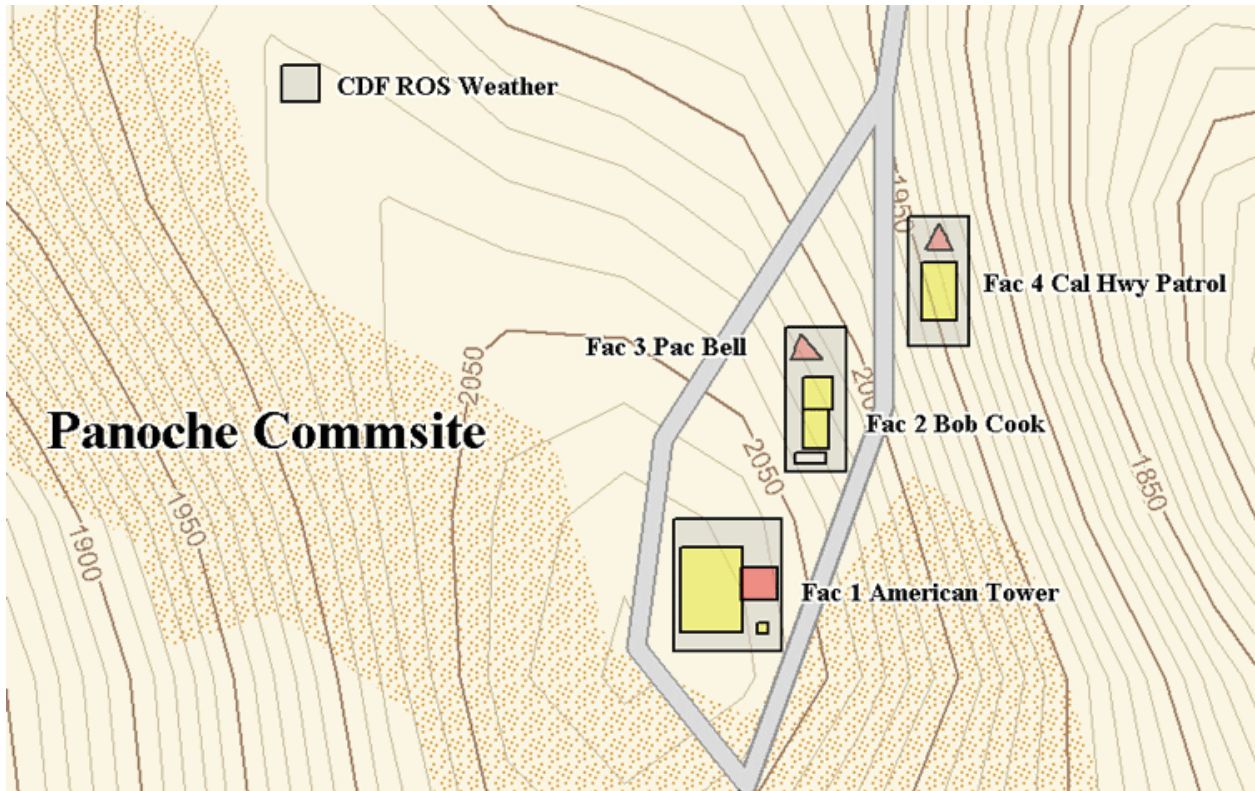 CDF ROS Weather
1950
Fac 4 Cal Hwy Patrol
Fac 3 Pac Bell
2050
200
Fac 2 Bob Cook
Panoche Commsite
2050
1850
1950
1900
Fac 1 American Tower